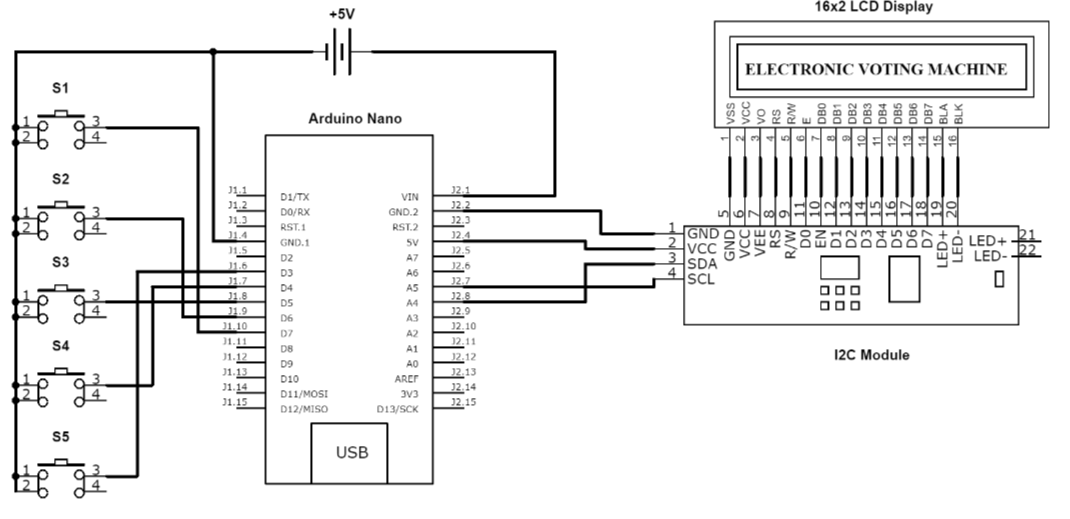 +5V
16x2 LCD Display
ELECTRONIC VOTING MACHINE
VSS VCC VO RS R/W E DB0 DB1 DB2 DB3 DB4 DB5 DB6 DB7 BLA BLK
1 2 3 4 5 6 7 8 9 10 11 12 13 14 15 16
5 6 7 8 9 11 10 12 13 14 15 16 17 18 19 20
GND VCC VEE RS R/W D0 EN D1 D2 D3 D4 D5 D6 D7 LED+ LED-
1 GND
2 VCC
3 SDA
4 SCL
LED+ 21
LED- 22
I2C Module
Arduino Nano
J1.1 D1/TX VIN J2.1
J1.2 D0/RX GND.2 J2.2
J1.3 RST.1 RST.2 J2.3
J1.4 GND.1 5V J2.4
J1.5 D2 A7 J2.5
J1.6 D3 A6 J2.6
J1.7 D4 A5 J2.7
J1.8 D5 A4 J2.8
J1.9 D6 A3 J2.9
J1.10 D7 A2 J2.10
J1.11 D8 A1 J2.11
J1.12 D9 A0 J2.12
J1.13 D10 AREF J2.13
J1.14 D11/MOSI 3V3 J2.14
J1.15 D12/MISO D13/SCK J2.15
USB
S1
1 3
2 4
S2
1 3
2 4
S3
1 3
2 4
S4
1 3
2 4
S5
1 3
2 4